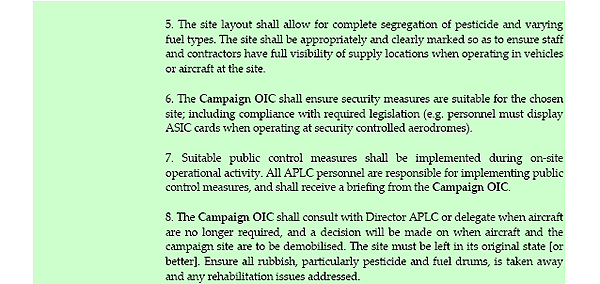 5. The site layout shall allow for complete segregation of pesticide and varying
fuel types. The site shall be appropriately and clearly marked so as to ensure staff
and contractors have full visibility of supply locations when operating in vehicles
or aircraft at the site.
6. The Campaign OIC shall ensure security measures are suitable for the chosen
site; including compliance with required legislation (e.g. personnel must display
ASIC cards when operating at security controlled aerodromes).
7. Suitable public control measures shall be implemented during on-site
operational activity. All APLC personnel are responsible for implementing public
control measures, and shall receive a briefing from the Campaign OIC.
8. The Campaign OIC shall consult with Director APLC or delegate when aircraft
are no longer required, and a decision will be made on when aircraft and the
campaign site are to be demobilised. The site must be left in its original state [or
better]. Ensure all rubbish, particularly pesticide and fuel drums, is taken away
and any rehabilitation issues addressed.